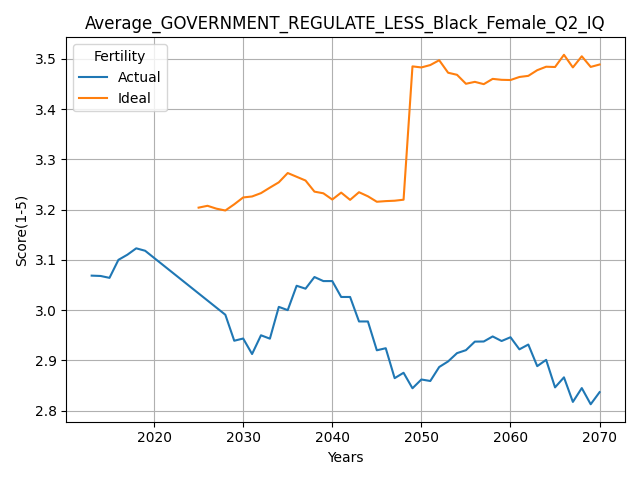 Average_GOVERNMENT_REGULATE_LESS_Black_Female_Q2_IQ
Fertility
Actual
Ideal
Score(1-5)
3.5
3.4
3.3
3.2
3.1
3.0
2.9
2.8
2020 2030 2040 2050 2060 2070
Years